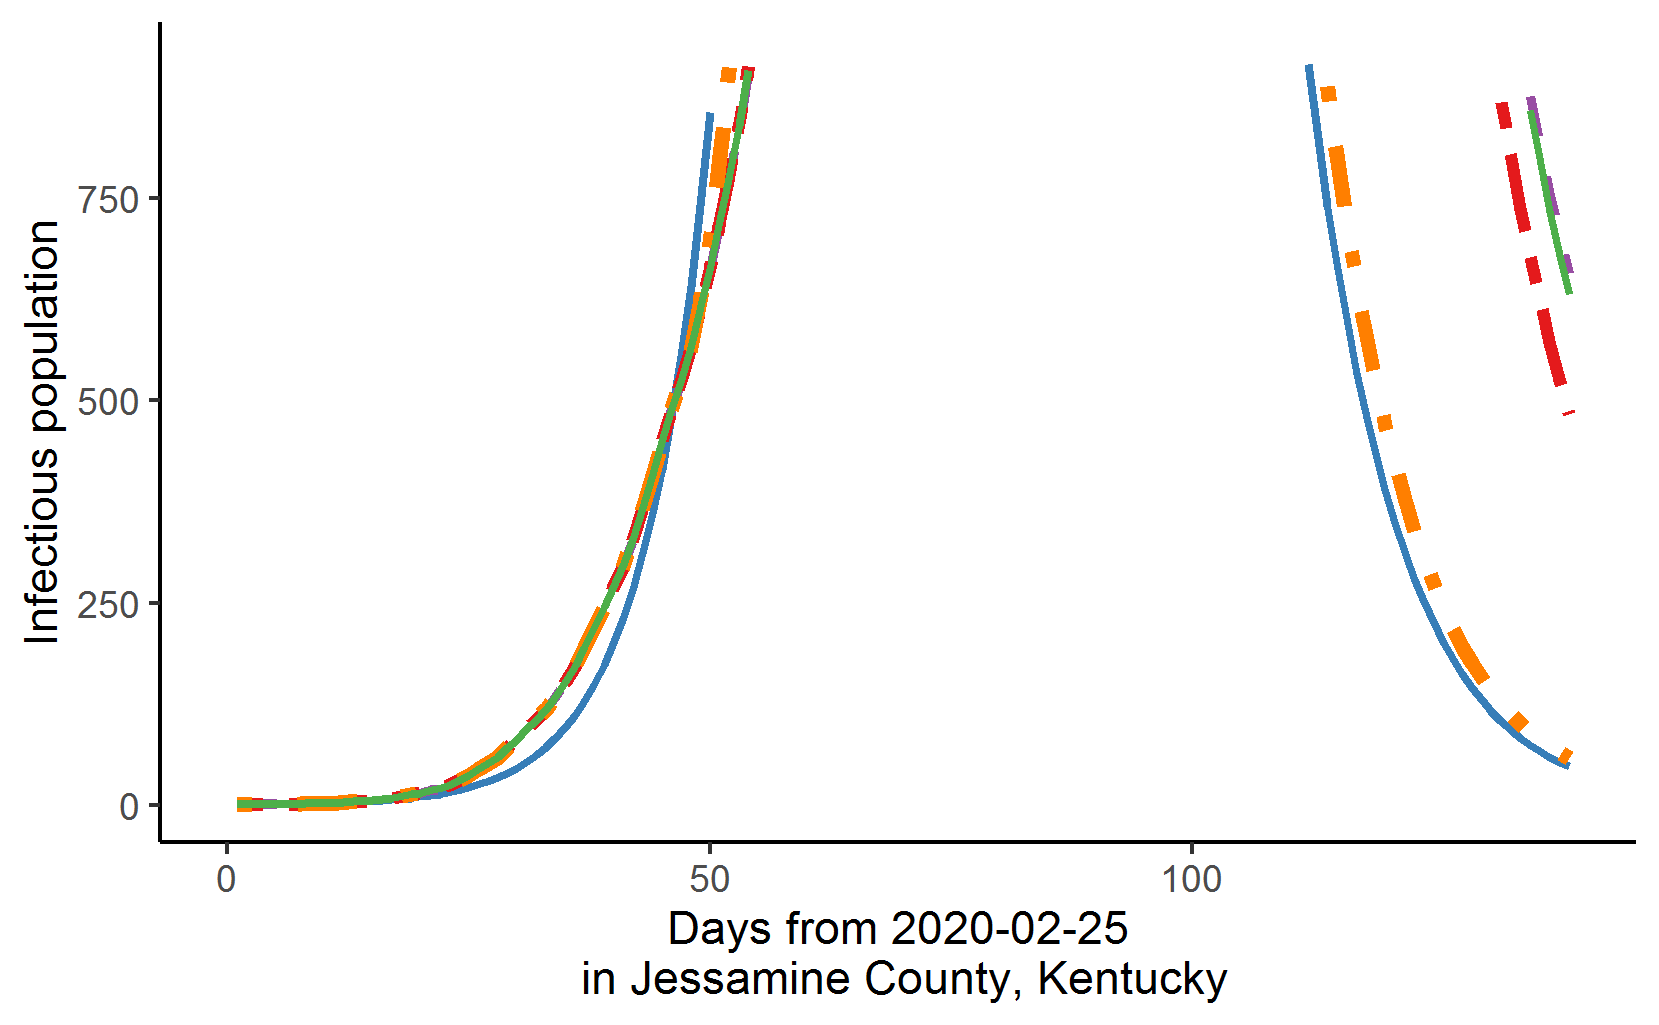 Infectious population
750
500
250
0
0 50 100
Days from 2020-02-25
in Jessamine County, Kentucky